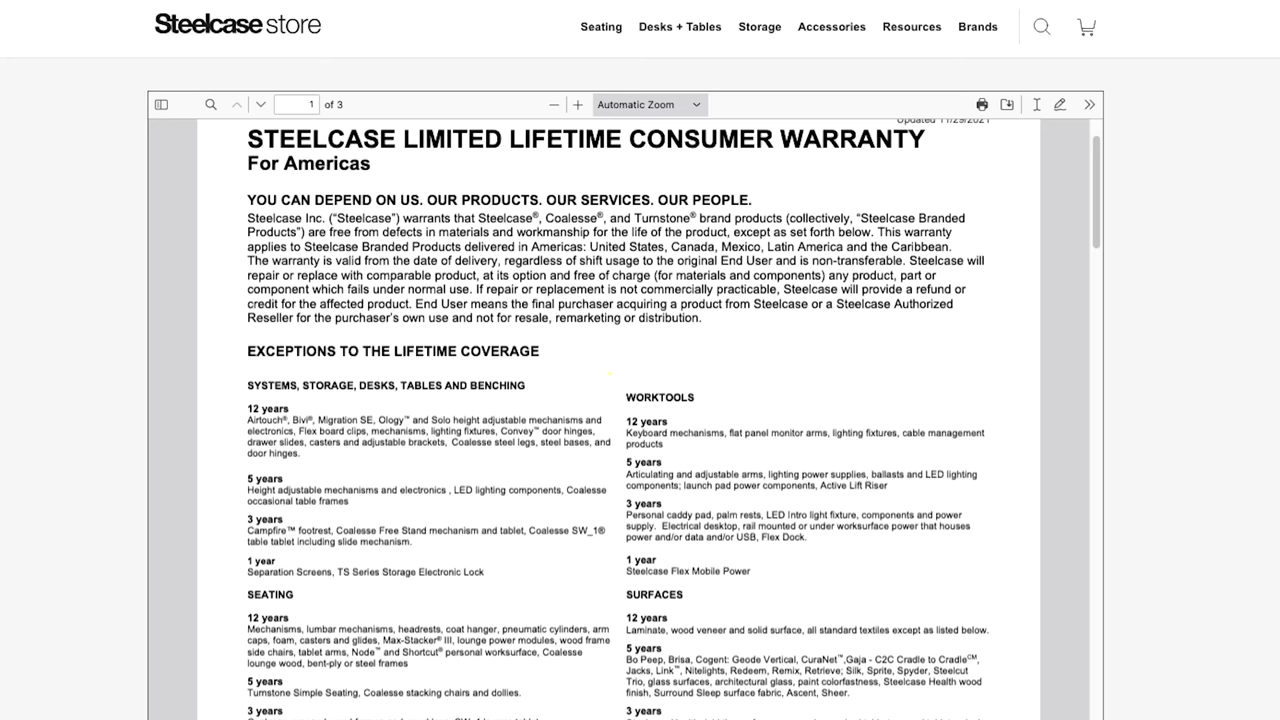 Steelcase store
Seating Desks + Tables Storage Accessories Resources Brands
1 of 3
Automatic Zoom
Updated 11/29/2021
STEELCASE LIMITED LIFETIME CONSUMER WARRANTY
For Americas
YOU CAN DEPEND ON US. OUR PRODUCTS. OUR SERVICES. OUR PEOPLE.
Steelcase Inc. (“Steelcase”) warrants that Steelcase®, Coalesse®, and Turnstone® brand products (collectively, “Steelcase Branded
Products”) are free from defects in materials and workmanship for the life of the product, except as set forth below. This warranty
applies to Steelcase Branded Products delivered in Americas: United States, Canada, Mexico, Latin America and the Caribbean.
The warranty is valid from the date of delivery, regardless of shift usage to the original End User and is non-transferable. Steelcase will
repair or replace with comparable product, at its option and free of charge (for materials and components) any product, part or
component which fails under normal use. If repair or replacement is not commercially practicable, Steelcase will provide a refund or
credit for the affected product. End User means the final purchaser acquiring a product from Steelcase or a Steelcase Authorized
Reseller for the purchaser’s own use and not for resale, remarketing or distribution.
EXCEPTIONS TO THE LIFETIME COVERAGE
SYSTEMS, STORAGE, DESKS, TABLES AND BENCHING
12 years
Airtouch®, Bivi®, Migration SE, Ology™ and Solo height adjustable mechanisms and
electronics, Flex board clips, mechanisms, lighting fixtures, Convey™ door hinges,
drawer slides, casters and adjustable brackets, Coalesse steel legs, steel bases, and
door hinges.
5 years
Height adjustable mechanisms and electronics , LED lighting components, Coalesse
occasional table frames
3 years
Campfire™ footrest, Coalesse Free Stand mechanism and tablet, Coalesse SW_1®
table tablet including slide mechanism.
1 year
Separation Screens, TS Series Storage Electronic Lock
SEATING
12 years
Mechanisms, lumbar mechanisms, headrests, coat hanger, pneumatic cylinders, arm
caps, foam, casters and glides, Max-Stacker® III, lounge power modules, wood frame
side chairs, tablet arms, Node™ and Shortcut® personal worksurface, Coalesse
lounge wood, bent-ply or steel frames
5 years
Turnstone Simple Seating, Coalesse stacking chairs and dollies.
3 years
WORKTOOLS
12 years
Keyboard mechanisms, flat panel monitor arms, lighting fixtures, cable management
products
5 years
Articulating and adjustable arms, lighting power supplies, ballasts and LED lighting
components; launch pad power components, Active Lift Riser
3 years
Personal caddy pad, palm rests, LED Intro light fixture, components and power
supply. Electrical desktop, rail mounted or under worksurface power that houses
power and/or data and/or USB, Flex Dock.
1 year
Steelcase Flex Mobile Power
SURFACES
12 years
Laminate, wood veneer and solid surface, all standard textiles except as listed below.
5 years
Bo Peep, Brisa, Cogent: Geode Vertical, CuraNet™,Gaja - C2C Cradle to Cradle℠,
Jacks, Link™, Nitelights, Redeem, Remix, Retrieve; Silk, Sprite, Spyder, Steelcut
Trio, glass surfaces, architectural glass, paint colorfastness, Steelcase Health wood
finish, Surround Sleep surface fabric, Ascent, Sheer.
3 years